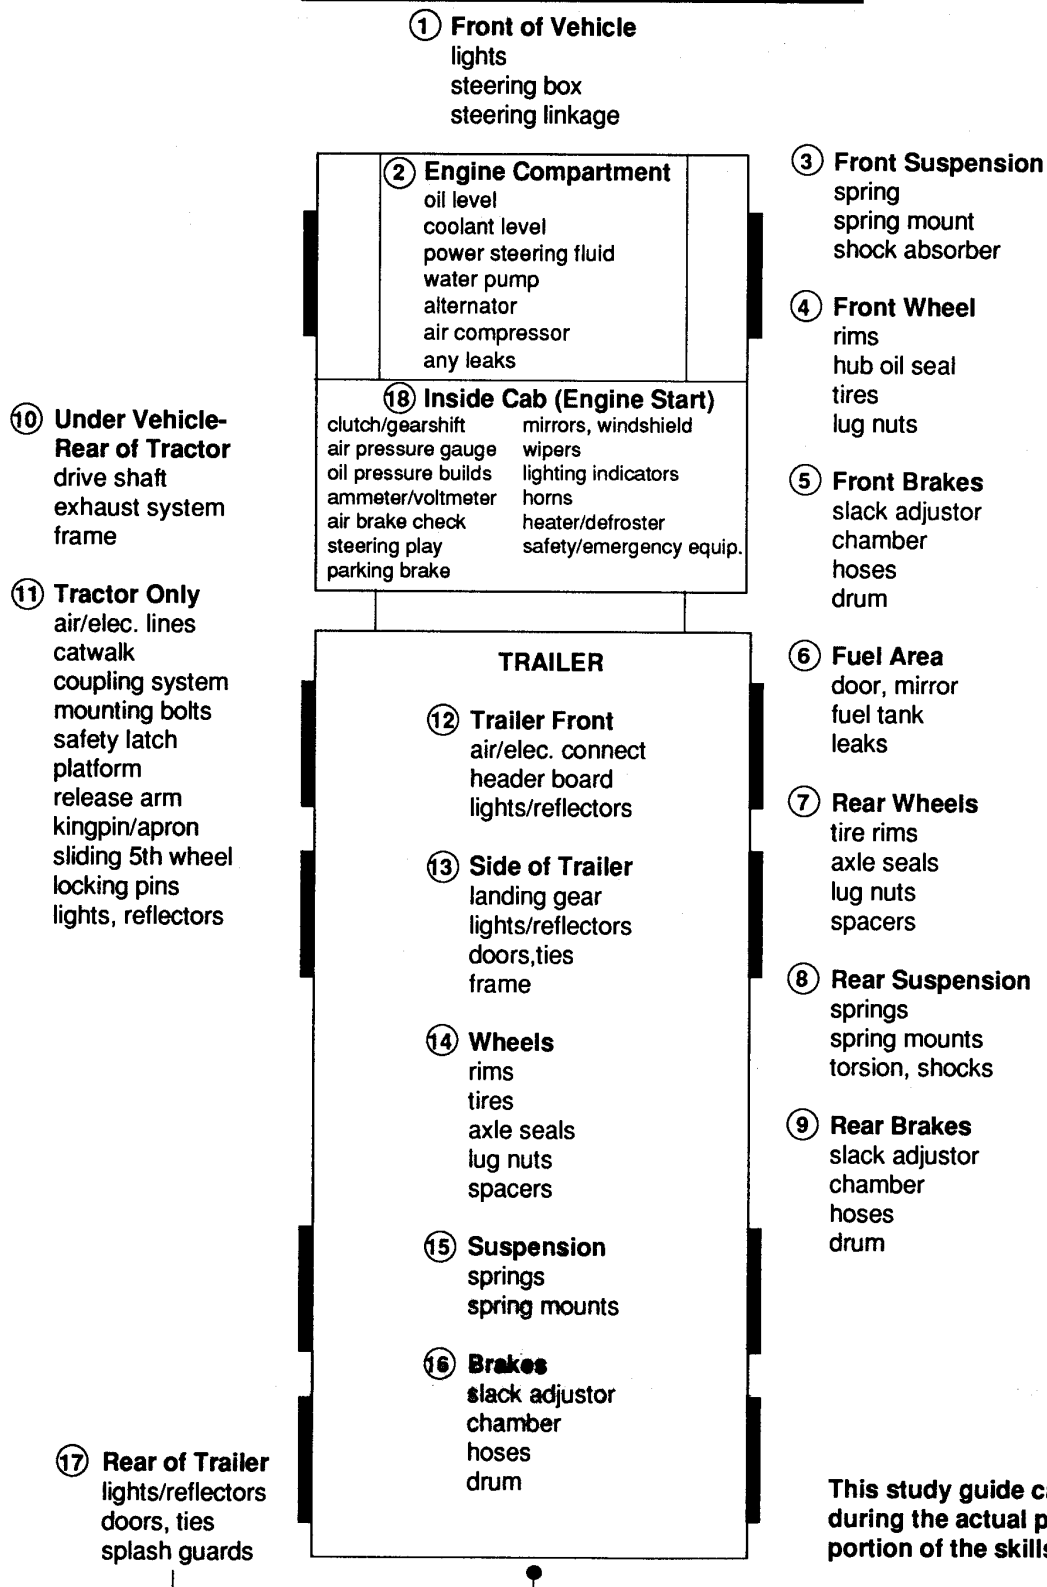 1 Front of Vehicle
lights
steering box
steering linkage
2 Engine Compartment
oil level
coolant level
power steering fluid
water pump
alternator
air compressor
any leaks
3 Front Suspension
spring
spring mount
shock absorber
4 Front Wheel
rims
hub oil seal
tires
lug nuts
18 Inside Cab (Engine Start)
clutch/gearshift
air pressure gauge
oil pressure builds
ammeter/voltmeter
air brake check
steering play
parking brake
mirrors, windshield
wipers
lighting indicators
horns
heater/defroster
safety/emergency equip.
5 Front Brakes
slack adjustor
chamber
hoses
drum
10 Under Vehicle-
Rear of Tractor
drive shaft
exhaust system
frame
11 Tractor Only
air/elec. lines
catwalk
coupling system
mounting bolts
safety latch
platform
release arm
kingpin/apron
sliding 5th wheel
locking pins
lights, reflectors
TRAILER
12 Trailer Front
air/elec. connect
header board
lights/reflectors
13 Side of Trailer
landing gear
lights/reflectors
doors,ties
frame
14 Wheels
rims
tires
axle seals
lug nuts
spacers
15 Suspension
springs
spring mounts
16 Brakes
slack adjustor
chamber
hoses
drum
6 Fuel Area
door, mirror
fuel tank
leaks
7 Rear Wheels
tire rims
axle seals
lug nuts
spacers
8 Rear Suspension
springs
spring mounts
torsion, shocks
9 Rear Brakes
slack adjustor
chamber
hoses
drum
17 Rear of Trailer
lights/reflectors
doors, ties
splash guards
This study guide
during the actual
portion of the skills